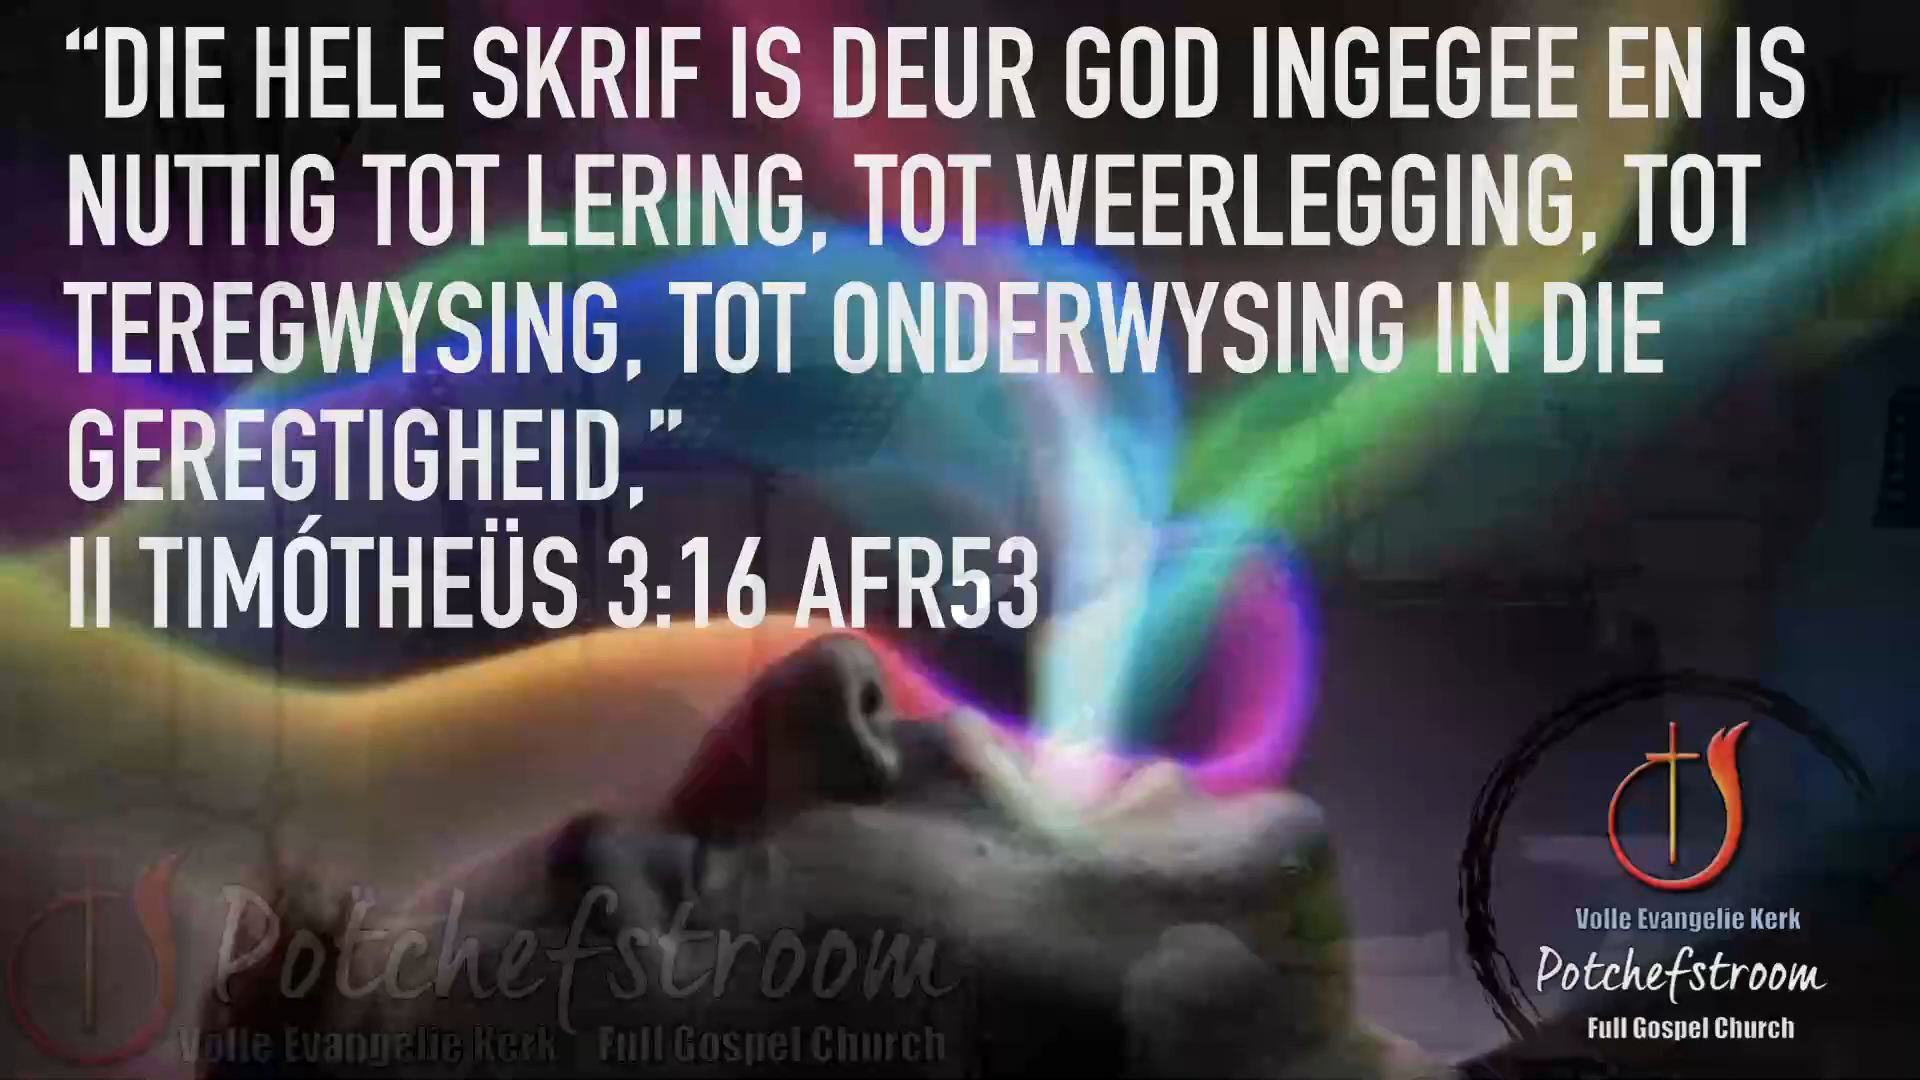 “DIE HELE SKRIF IS DEUR GOD INGEGEE EN IS
NUTTIG TOT LERING, TOT WEERLEGGING, TOT
TEREGWYSING, TOT ONDERWYSING IN DIE
GEREGTIGHEID,”
II TIMÓTHEÜS 3:16 AFR53
Potchefstroom
Volle Evangelie Kerk Full Gospel Church
Volle Evangelie Kerk
Potchefstroom
Full Gospel Church